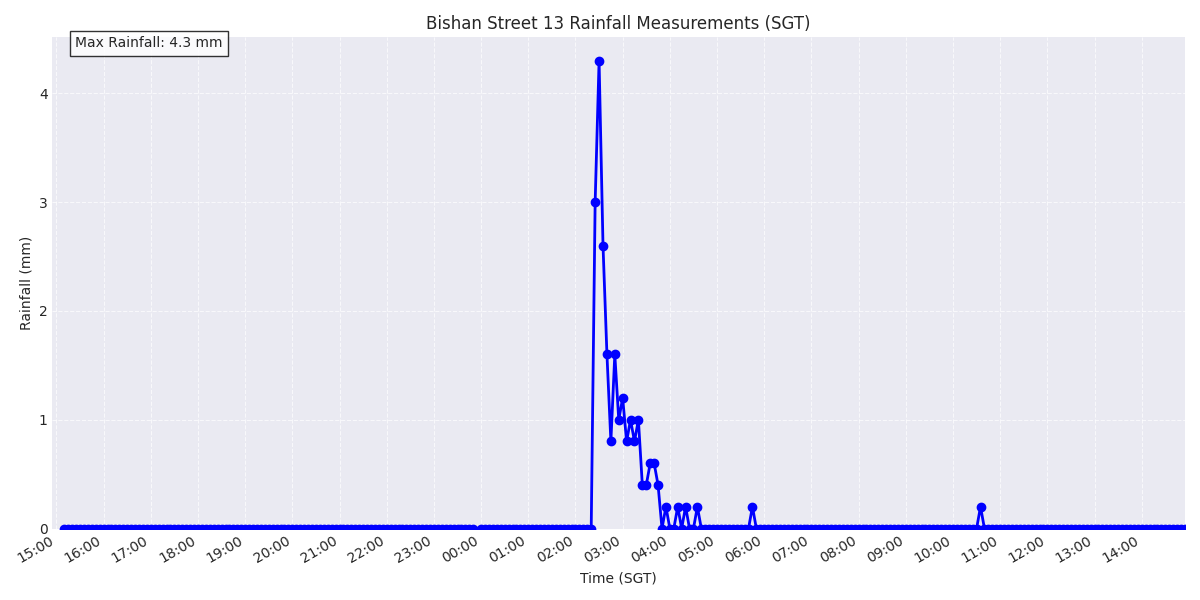 Bishan Street 13 Rainfall Measurements (SGT)
Max Rainfall: 4.3 mm
Rainfall (mm)
4
3
2
1
0
15:00 16:00 17:00 18:00 19:00 20:00 21:00 22:00 23:00 00:00 01:00 02:00 03:00 04:00 05:00 06:00 07:00 08:00 09:00 10:00 11:00 12:00 13:00 14:00
Time (SGT)